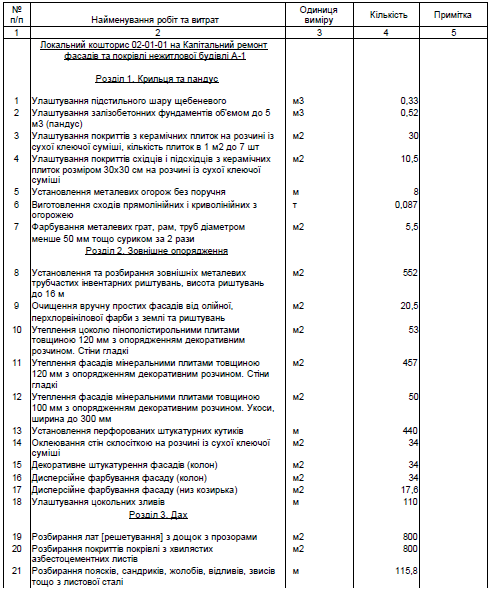 № п/п Найменування робіт та витрат Одиниця виміру Кількість Примітка
1 2 3 4 5
Локальний кошторис 02-01-01 на Капітальний ремонт
фасадів та покрівлі нежитлової будівлі А-1
Розділ 1. Крильця та пандус
1 Улаштування підстильного шару щебеневого м3 0,33
2 Улаштування залізобетонних фундаментів об'ємом до 5 м3 0,52
м3 (пандус)
3 Улаштування покриттів з керамічних плиток на розчині із м2 30
сухої клеючої суміші, кількість плиток в 1 м2 до 7 шт
4 Улаштування покриттів східців і підсхідців з керамічних м2 10,5
плиток розміром 30х30 см на розчині із сухої клеючої
суміші
5 Установлення металевих огорож без поручня м 8
6 Виготовлення сходів прямолінійних і криволінійних з т 0,087
огорожею
7 Фарбування металевих грат, рам, труб діаметром м2 5,5
менше 50 мм тощо суриком за 2 рази
Розділ 2. Зовнішне опорядження
8 Установлення та розбирання зовнішніх металевих м2 552
трубчастих інвентарних риштувань, висота риштувань
до 16 м
9 Очищення вручну простих фасадів від олійної, м2 20,5
перхлорвінілової фарби з землі та риштувань
10 Утеплення цоколю пінополістирольними плитами м2 53
товщиною 120 мм з опорядженням декоративним
розчином. Стіни гладкі
11 Утеплення фасадів мінеральними плитами товщиною м2 457
120 мм з опорядженням декоративним розчином. Стіни
гладкі
12 Утеплення фасадів мінеральними плитами товщиною м2 50
100 мм з опорядженням декоративним розчином. Укоси,
ширина до 300 мм
13 Установлення перфорованих штукатурних кутиків м 440
14 Оклеювання стін склосіткою на розчині із сухої клеючої м2 34
суміші
15 Декоративне штукатурення фасадів (колон) м2 34
16 Дисперсійне фарбування фасаду (колон) м2 34
17 Дисперсійне фарбування фасаду (низ козирька) м2 17,6
18 Улаштування цокольних зливів м 110
Розділ 3. Дах
19 Розбирання лат [решетування] з дощок з прозорами м2 800
20 Розбирання покриттів покрівлі з хвилястих м2 800
азбестоцементних листів
21 Розбирання поясків, сандриків, жолобів, відливів, звисів м 115,8
тощо з листової сталі